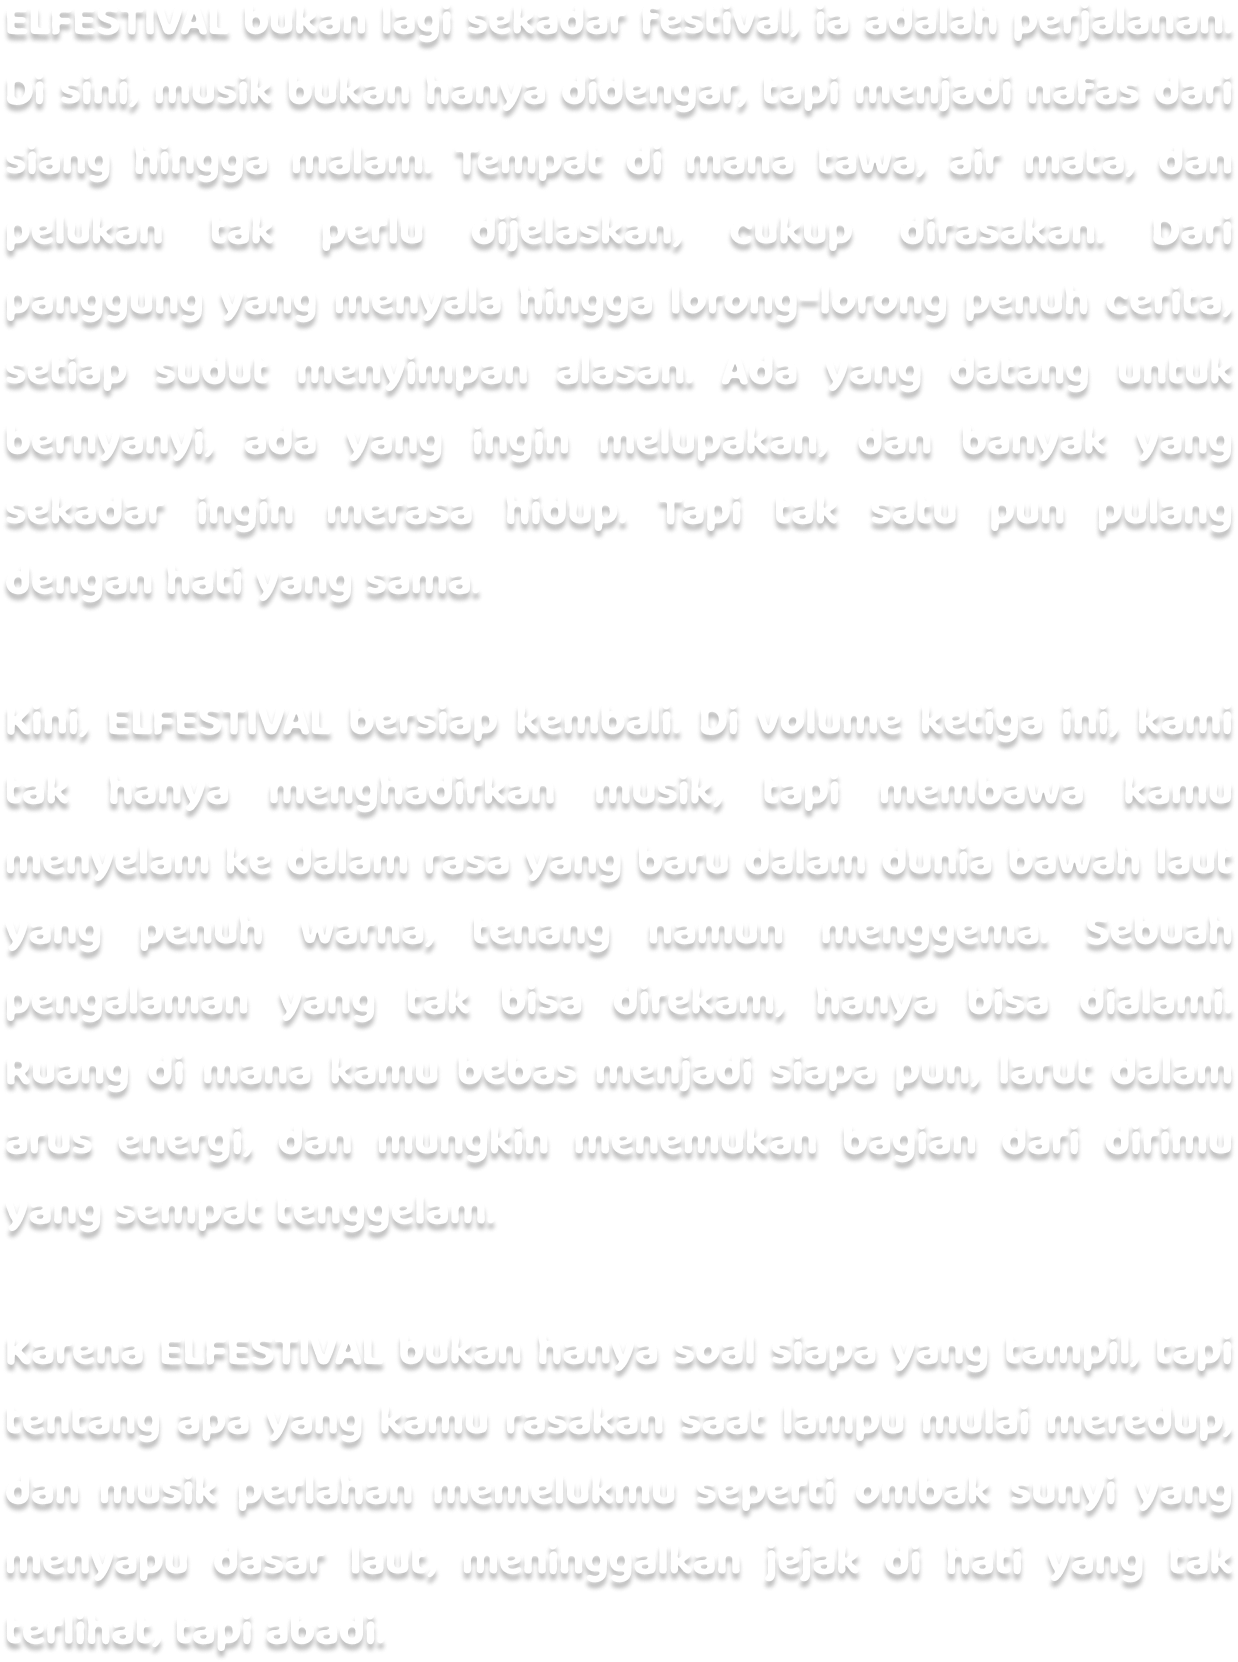 ELFESTIVAL bukan lagi sekadar festival, ia adalah perjalanan.
Di sini, musik bukan hanya didengar, tapi menjadi nafas dari
siang hingga malam. Tempat di mana tawa, air mata, dan
pelukan tak perlu dijelaskan, cukup dirasakan. Dari
panggung yang menyala hingga lorong-lorong penuh cerita,
setiap sudut menyimpan alasan. Ada yang datang untuk
bernyanyi, ada yang ingin melupakan, dan banyak yang
sekadar ingin merasa hidup. Tapi tak satu pun pulang
dengan hati yang sama.

Kini, ELFESTIVAL bersiap kembali. Di volume ketiga ini, kami
tak hanya menghadirkan musik, tapi membawa kamu
menyelam ke dalam rasa yang baru dalam dunia bawah laut
yang penuh warna, tenang namun menggema. Sebuah
pengalaman yang tak bisa direkam, hanya bisa dialami.
Ruang di mana kamu bebas menjadi siapa pun, larut dalam
arus energi, dan mungkin menemukan bagian dari dirimu
yang sempat tenggelam.

Karena ELFESTIVAL bukan hanya soal siapa yang tampil, tapi
tentang apa yang kamu rasakan saat lampu mulai meredup,
dan musik perlahan memelukmu seperti ombak sunyi yang
menyapu dasar laut, meninggalkan jejak di hati yang tak
terlihat, tapi abadi.